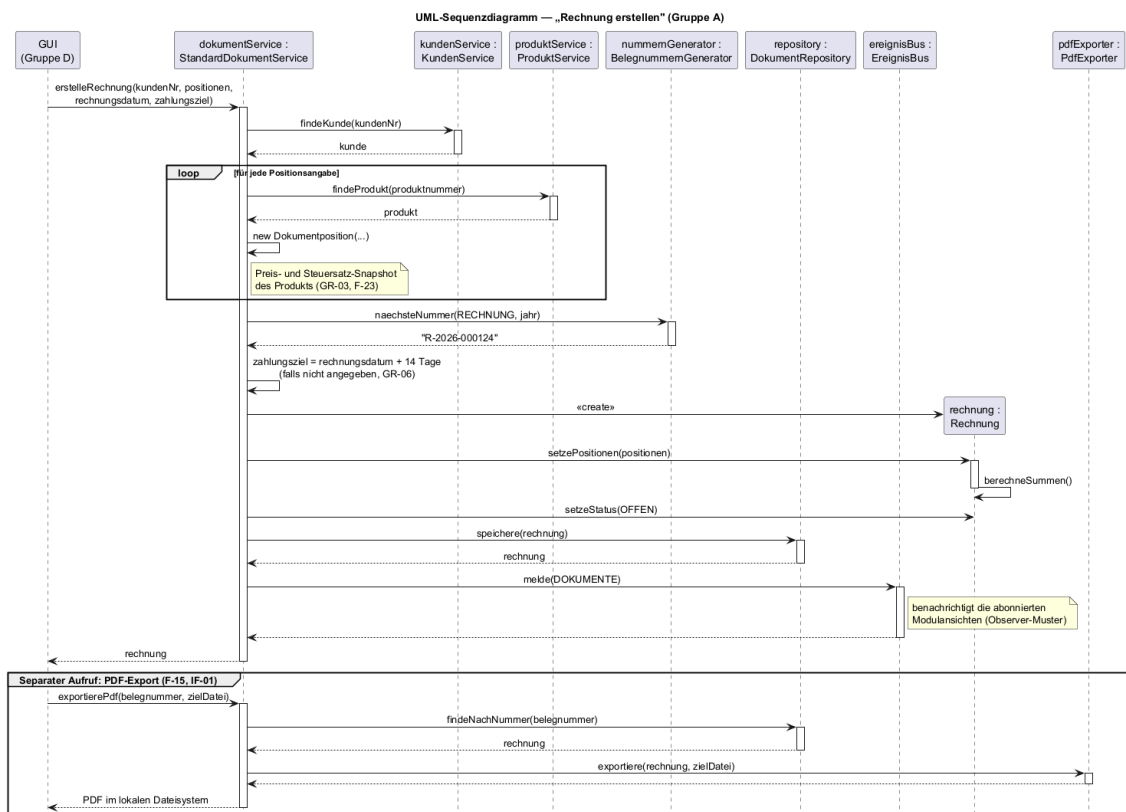 UML-Sequenzdiagramm — „Rechnung erstellen" (Gruppe A)
GUI
(Gruppe D)
dokumentService :
StandardDokumentService
kundenService :
KundenService
produktService :
ProduktService
nummernGenerator :
BelegnummernGenerator
repository :
DokumentRepository
ereignisBus :
EreignisBus
pdfExporter :
PdfExporter
erstelleRechnung(kundenNr, positionen,
rechnungsdatum, zahlungsziel)
findeKunde(kundenNr)
kunde
loop
[für jede Positionsangabe]
findeProdukt(produktnummer)
produkt
new Dokumentposition(...)
Preis- und Steuersatz-Snapshot
des Produkts (GR-03, F-23)
naechsteNummer(RECHNUNG, jahr)
"R-2026-000124"
zahlungsziel = rechnungsdatum + 14 Tage
(falls nicht angegeben, GR-06)
«create»
rechnung :
Rechnung
setzePositionen(positionen)
berechneSummen()
setzeStatus(OFFEN)
speichere(rechnung)
rechnung
melde(DOKUMENTE)
benachrichtigt die abonnierten
Modulansichten (Observer-Muster)
rechnung
Separater Aufruf: PDF-Export (F-15, IF-01)
exportierePdf(belegnummer, zielDatei)
findeNachNummer(belegnummer)
rechnung
exportiere(rechnung, zielDatei)
PDF im lokalen Dateisystem